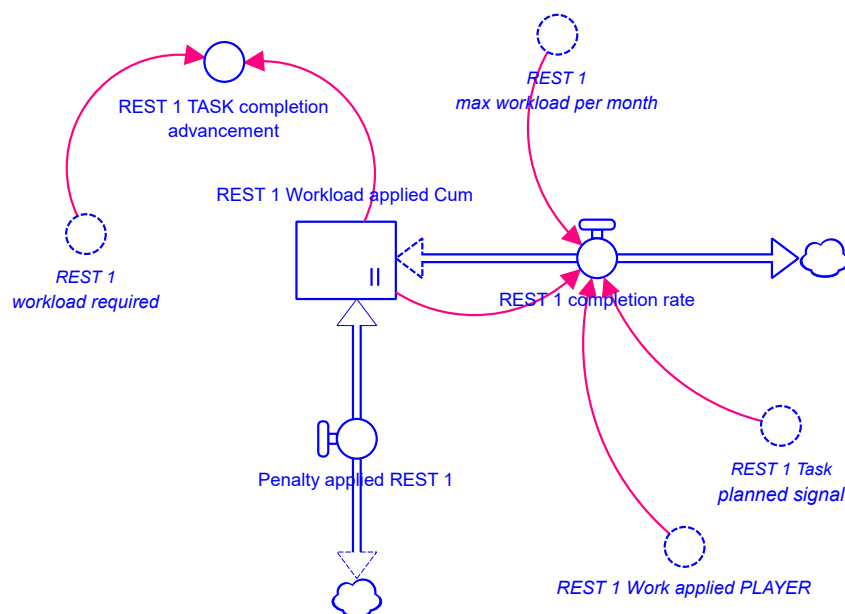 REST 1
max workload per month
REST 1 TASK completion
advancement
REST 1 Workload applied Cum
REST 1
workload required
REST 1 completion rate
REST 1 Task
planned signal
Penalty applied REST 1
REST 1 Work applied PLAYER